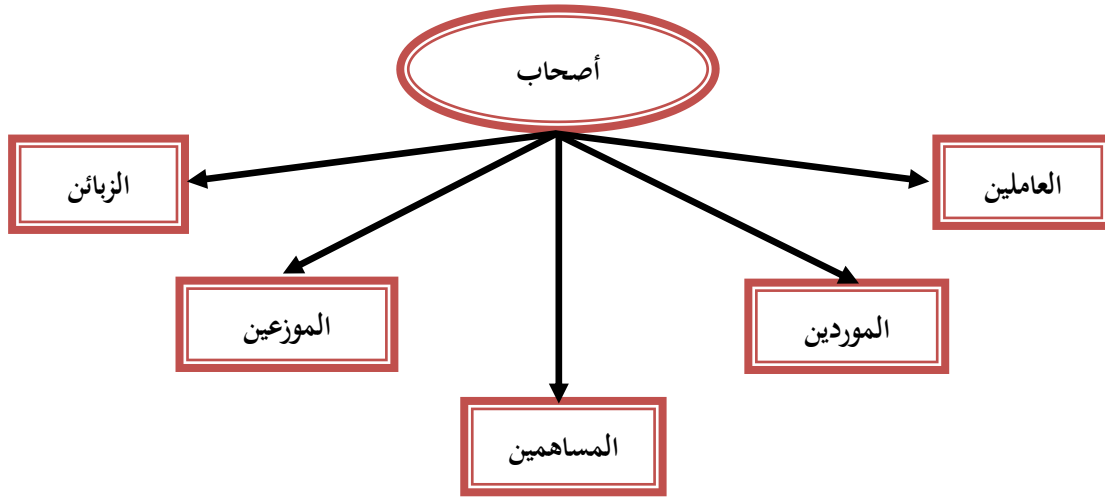 أصحاب
العاملين
الزبائن
الموردين
الموزعين
المساهمين